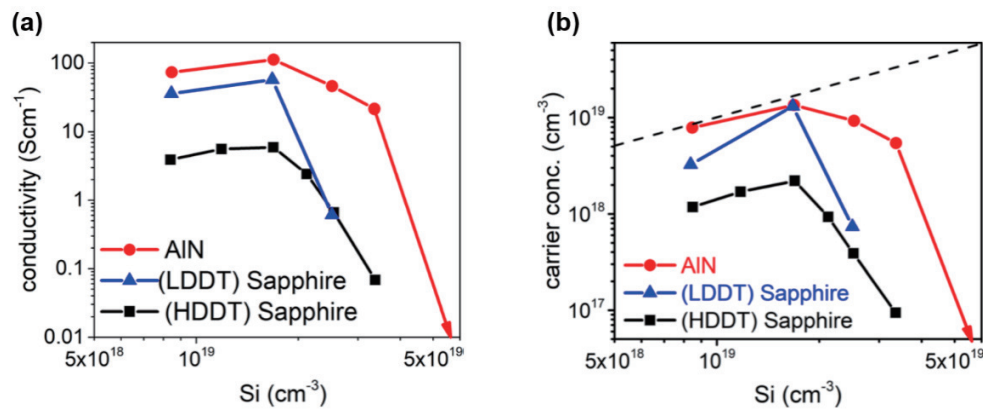 (a)
conductivity (Scm⁻¹)
100
10
1
0.1
0.01
AlN
(LDDT) Sapphire
(HDDT) Sapphire
5x10¹⁸
10¹⁹
5x10¹⁹
Si (cm⁻³)
(b)
carrier conc. (cm⁻³)
10¹⁹
10¹⁸
10¹⁷
AlN
(LDDT) Sapphire
(HDDT) Sapphire
5x10¹⁸
10¹⁹
5x10¹⁹
Si (cm⁻³)